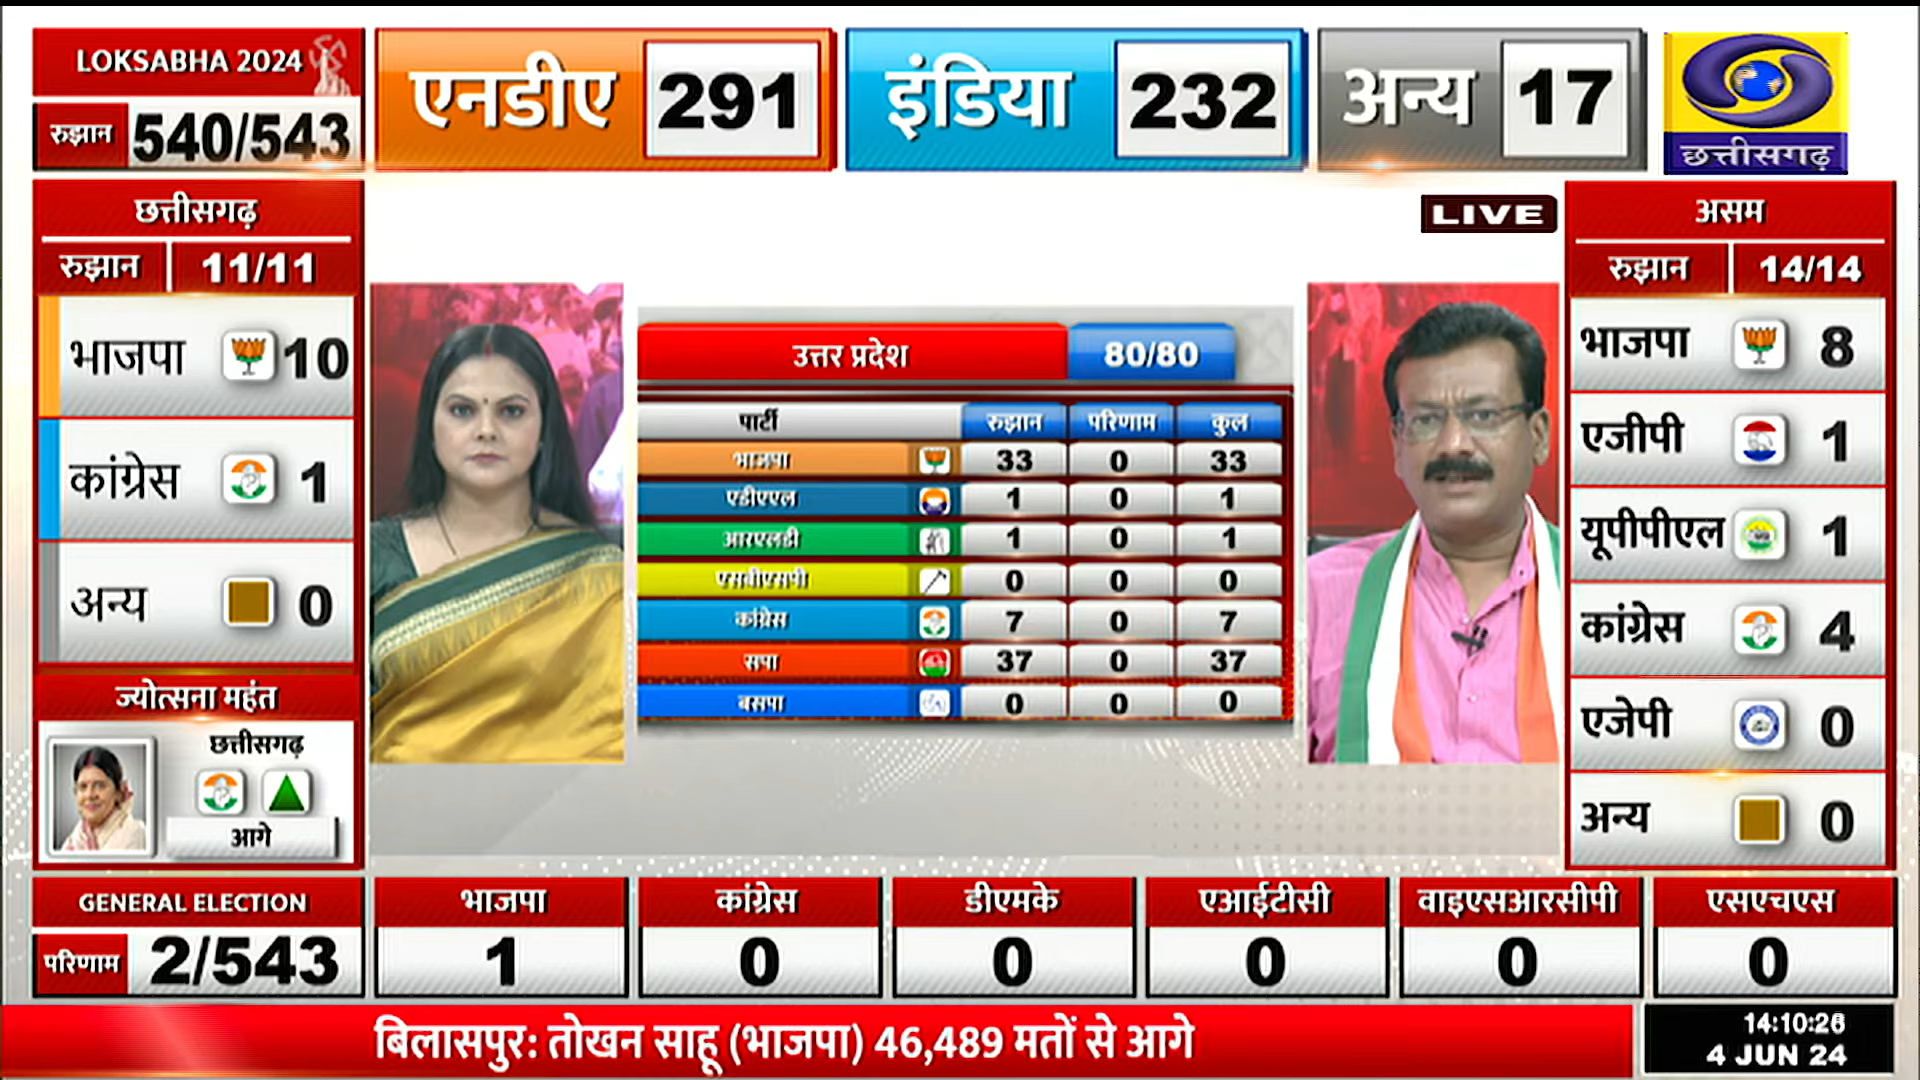 LOKSABHA 2024
रुझान 540/543
एनडीए 291
इंडिया 232
अन्य 17
छत्तीसगढ़
छत्तीसगढ़
रुझान 11/11
भाजपा 10
कांग्रेस 1
अन्य 0
ज्योत्सना महंत
छत्तीसगढ़
आगे
LIVE
उत्तर प्रदेश 80/80
पार्टी रुझान परिणाम कुल
भाजपा 33 0 33
एडीएएल 1 0 1
आरएलडी 1 0 1
एसबीएसपी 0 0 0
कांग्रेस 7 0 7
सपा 37 0 37
बसपा 0 0 0
असम
रुझान 14/14
भाजपा 8
एजीपी 1
यूपीपीएल 1
कांग्रेस 4
एजेपी 0
अन्य 0
GENERAL ELECTION
परिणाम 2/543
भाजपा 1
कांग्रेस 0
डीएमके 0
एआईटीसी 0
वाइएसआरसीपी 0
एसएचएस 0
बिलासपुर: तोखन साहू (भाजपा) 46,489 मतों से आगे
14:10:26
4 JUN 24